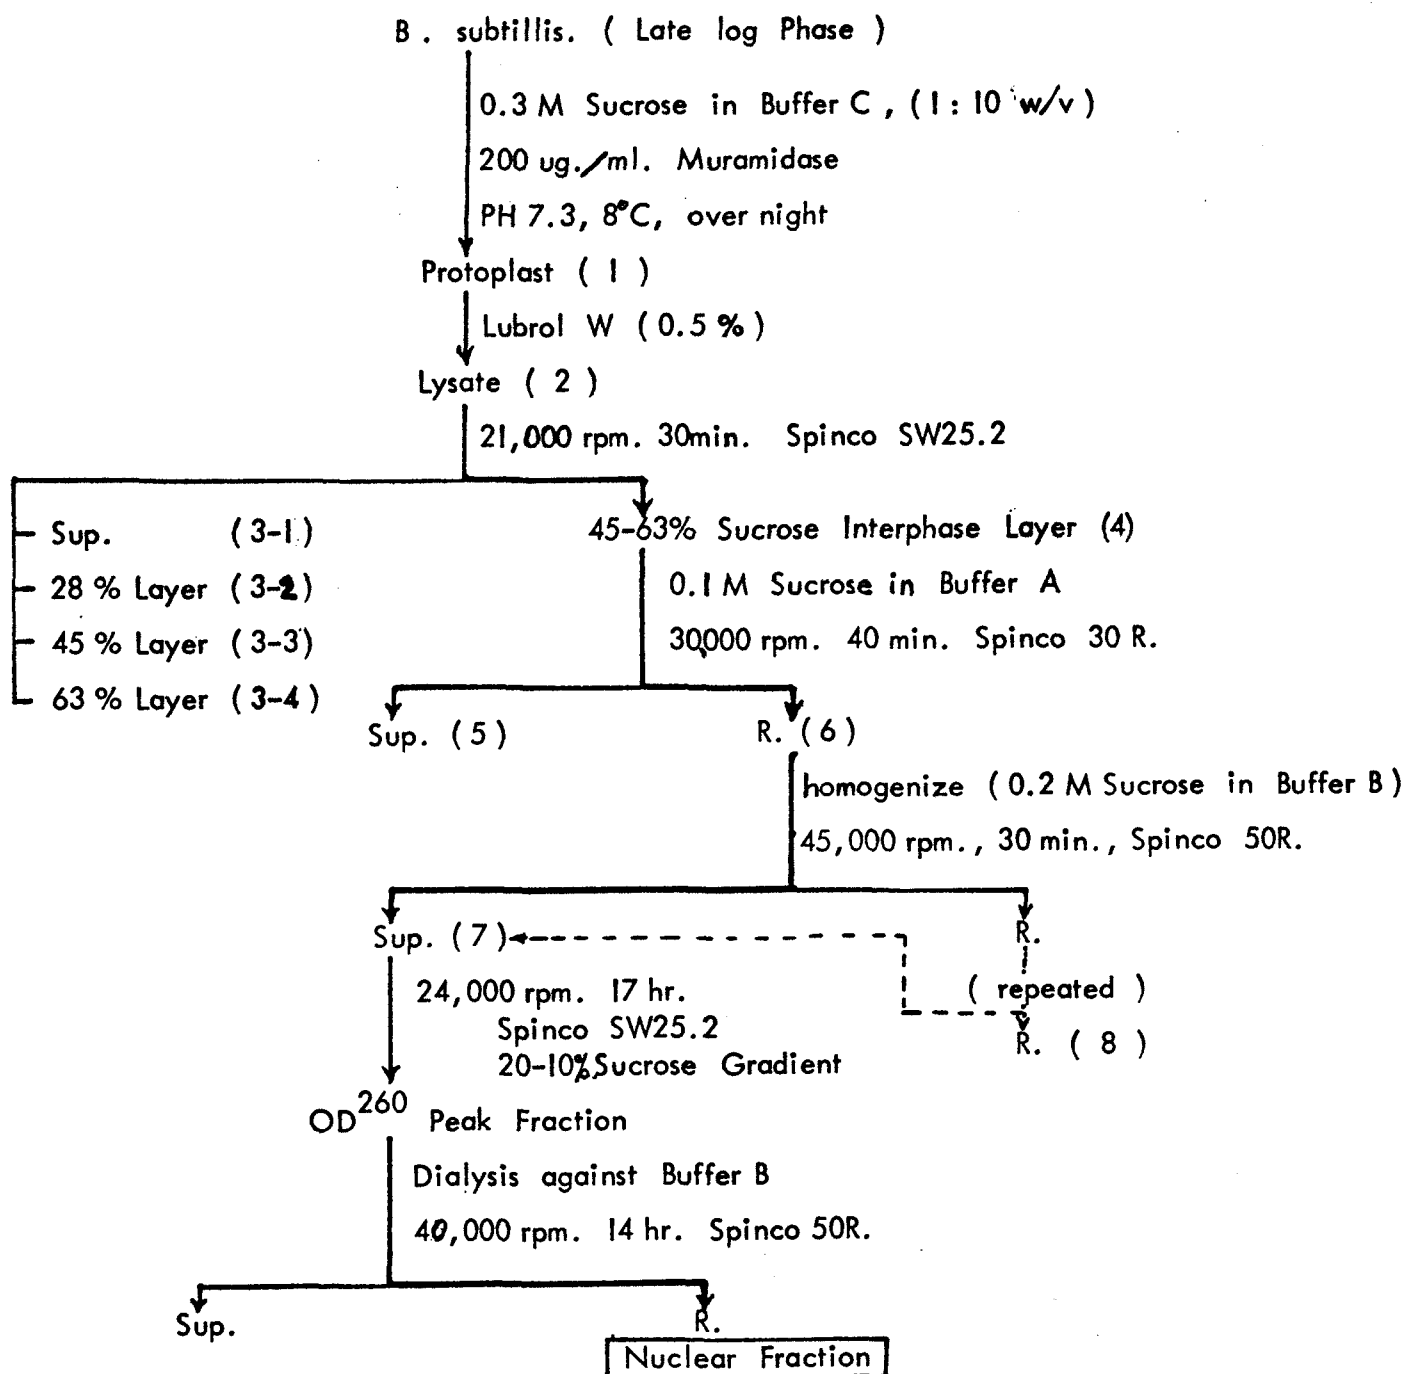 B. subtillis. ( Late log Phase )
0.3 M Sucrose in Buffer C, (1 : 10 w/v)
200 ug./ml. Muramidase
PH 7.3, 8°C, over night
Protoplast ( 1 )
Lubrol W ( 0.5 % )
Lysate ( 2 )
21,000 rpm. 30min. Spinco SW25.2
Sup. (3-1)
28 % Layer (3-2)
45 % Layer (3-3)
63 % Layer (3-4)
45-63% Sucrose Interphase Layer (4)
0.1 M Sucrose in Buffer A
30,000 rpm. 40 min. Spinco 30 R.
Sup. ( 5 )
R. ( 6 )
homogenize ( 0.2 M Sucrose in Buffer B )
45,000 rpm., 30 min., Spinco 50R.
Sup. ( 7 )
R.
( repeated )
R. ( 8 )
24,000 rpm. 17 hr.
Spinco SW25.2
20-10% Sucrose Gradient
OD260 Peak Fraction
Dialysis against Buffer B
40,000 rpm. 14 hr. Spinco 50R.
Sup.
R.
Nuclear Fraction